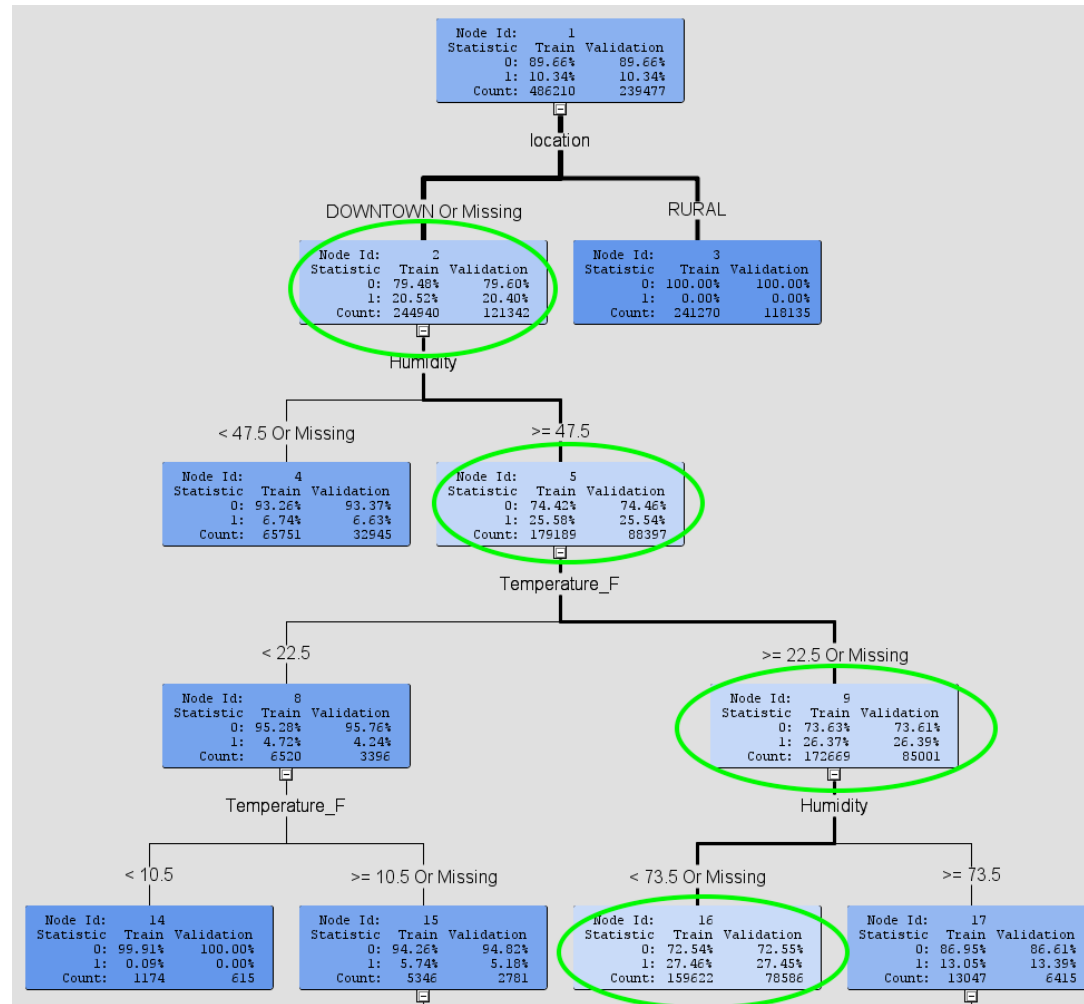 Node Id: 1
Statistic Train Validation
0: 89.66% 89.66%
1: 10.34% 10.34%
Count: 486210 239477
location
DOWNTOWN Or Missing
RURAL
Node Id: 2
Statistic Train Validation
0: 79.48% 79.60%
1: 20.52% 20.40%
Count: 244940 121342
Node Id: 3
Statistic Train Validation
0: 100.00% 100.00%
1: 0.00% 0.00%
Count: 241270 118135
Humidity
< 47.5 Or Missing
>= 47.5
Node Id: 4
Statistic Train Validation
0: 93.26% 93.37%
1: 6.74% 6.63%
Count: 65751 32945
Node Id: 5
Statistic Train Validation
0: 74.42% 74.46%
1: 25.58% 25.54%
Count: 179189 88397
Temperature_F
< 22.5
>= 22.5 Or Missing
Node Id: 8
Statistic Train Validation
0: 95.28% 95.76%
1: 4.72% 4.24%
Count: 6520 3396
Node Id: 9
Statistic Train Validation
0: 73.63% 73.61%
1: 26.37% 26.39%
Count: 172669 85001
Temperature_F
Humidity
< 10.5
>= 10.5 Or Missing
< 73.5 Or Missing
>= 73.5
Node Id: 14
Statistic Train Validation
0: 99.91% 100.00%
1: 0.09% 0.00%
Count: 1174 615
Node Id: 15
Statistic Train Validation
0: 94.26% 94.82%
1: 5.74% 5.18%
Count: 5346 2781
Node Id: 16
Statistic Train Validation
0: 72.54% 72.55%
1: 27.46% 27.45%
Count: 159622 78586
Node Id: 17
Statistic Train Validation
0: 86.95% 86.61%
1: 13.05% 13.39%
Count: 13047 6415